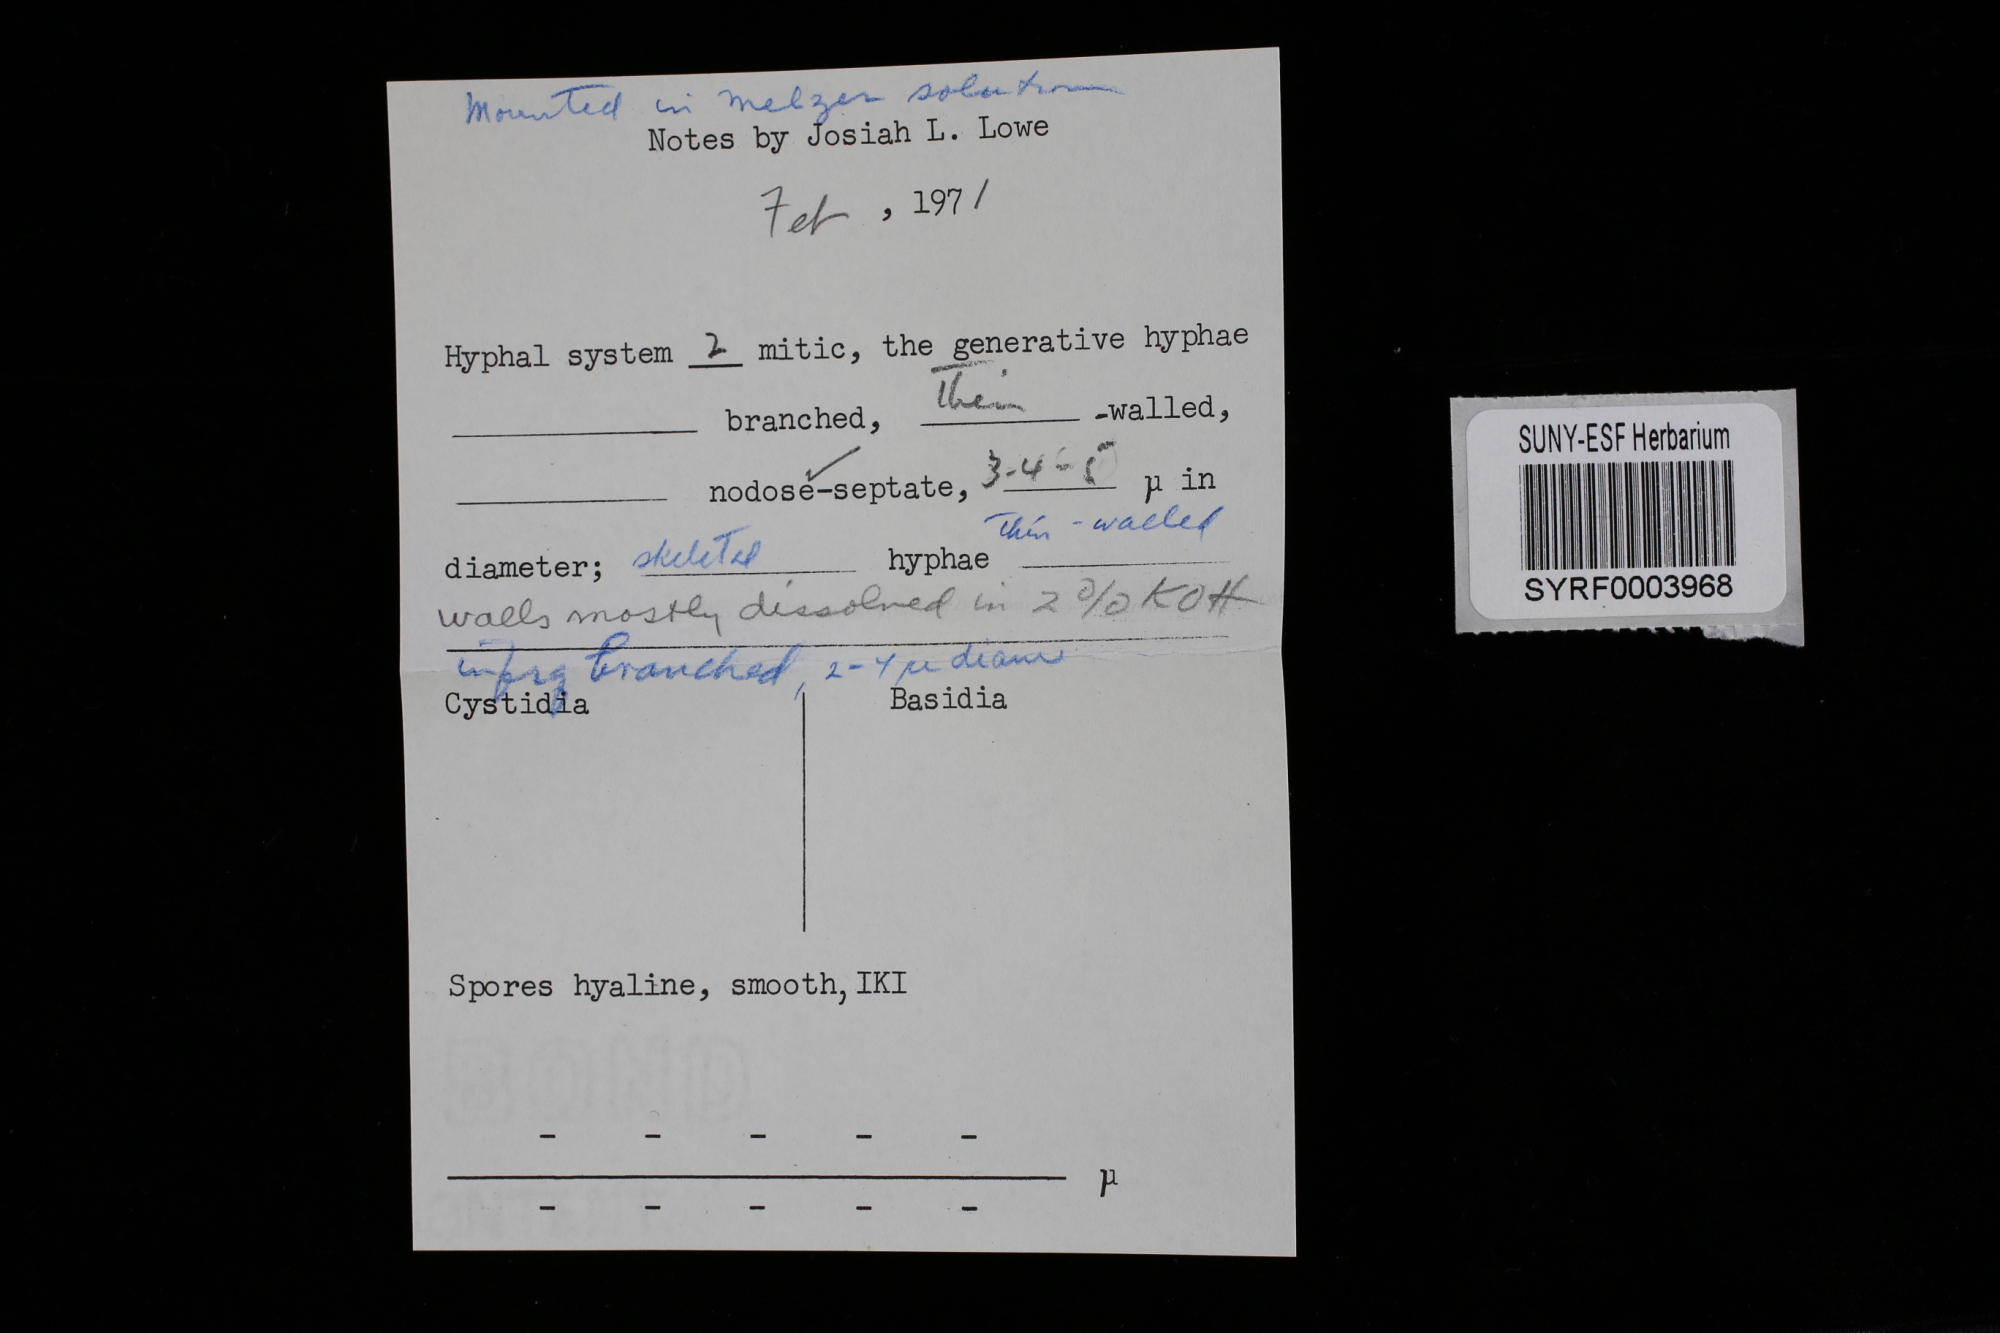 Mounted in Melzer solution
Notes by Josiah L. Lowe
Feb, 1971
Hyphal system 2 mitic, the generative hyphae
branched, thin -walled,
nodose-septate, 3-4-5 µ in
diameter; skeletal hyphae thin-walled
walls mostly dissolved in 2% KOH
infrq branched, 2-4 µ diam
Cystidia Basidia
Spores hyaline, smooth, IKI
- - - - -
µ
- - - - -
SUNY-ESF Herbarium
SYRF0003968